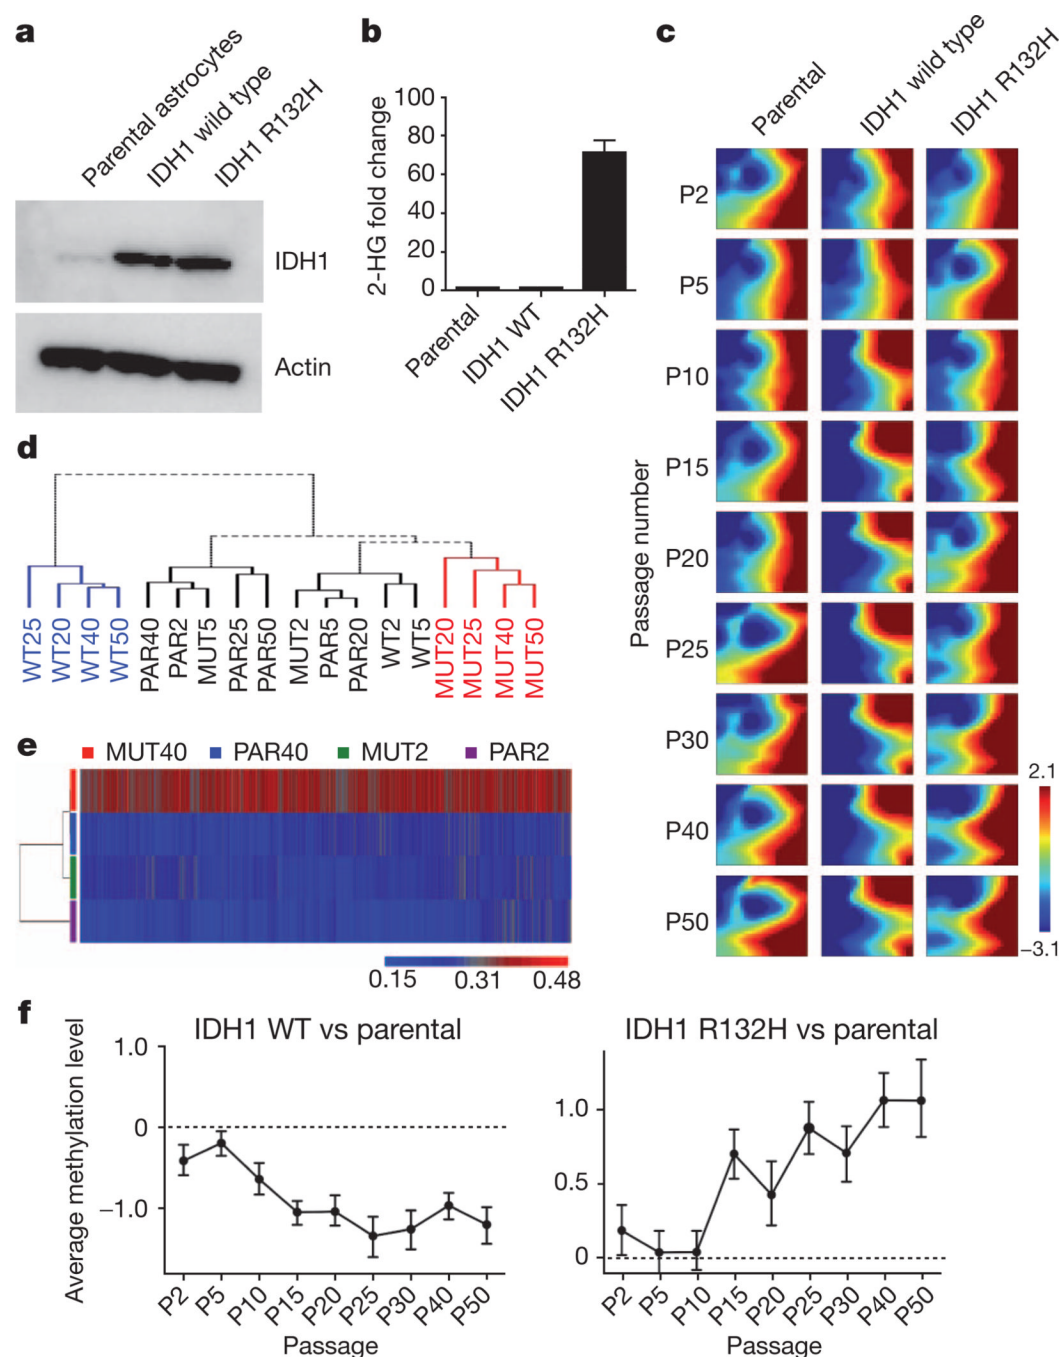 a
Parental astrocytes
IDH1 wild type
IDH1 R132H
IDH1
Actin
b
2-HG fold change
100
80
60
40
20
0
Parental
IDH1 WT
IDH1 R132H
c
Parental
IDH1 wild type
IDH1 R132H
Passage number
P2
P5
P10
P15
P20
P25
P30
P40
P50
2.1
−3.1
d
WT25
WT20
WT40
WT50
PAR40
PAR2
MUT5
PAR25
PAR50
MUT2
PAR5
PAR20
WT2
WT5
MUT20
MUT25
MUT40
MUT50
e
MUT40 PAR40 MUT2 PAR2
0.15 0.31 0.48
f
Average methylation level
IDH1 WT vs parental
1.0
0
−1.0
P2 P5 P10 P15 P20 P25 P30 P40 P50
Passage
IDH1 R132H vs parental
1.0
0.5
0
P2 P5 P10 P15 P20 P25 P30 P40 P50
Passage